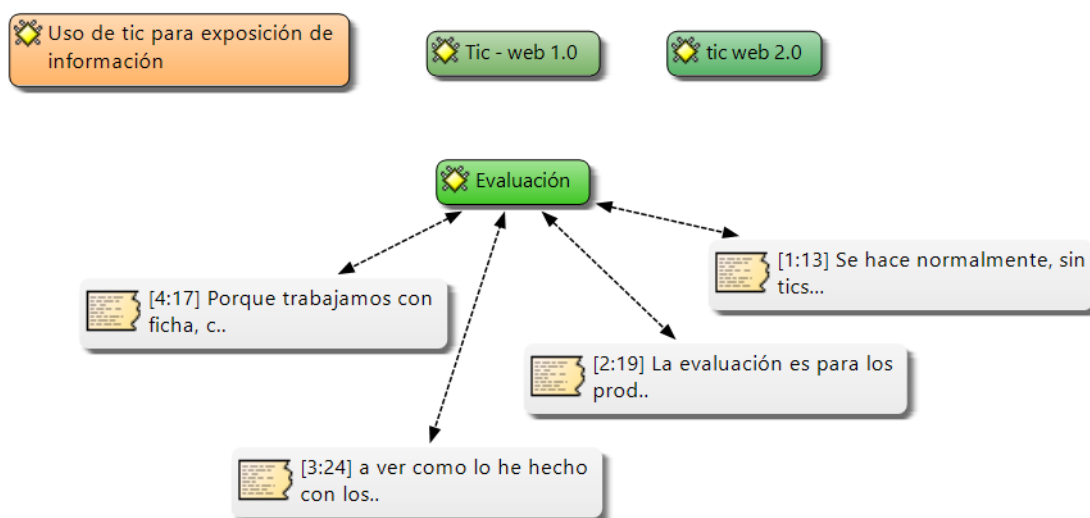 Uso de tic para exposición de
información
Tic - web 1.0
tic web 2.0
Evaluación
[1:13] Se hace normalmente, sin
tics...
[4:17] Porque trabajamos con
ficha, c..
[2:19] La evaluación es para los
prod..
[3:24] a ver como lo he hecho
con los..